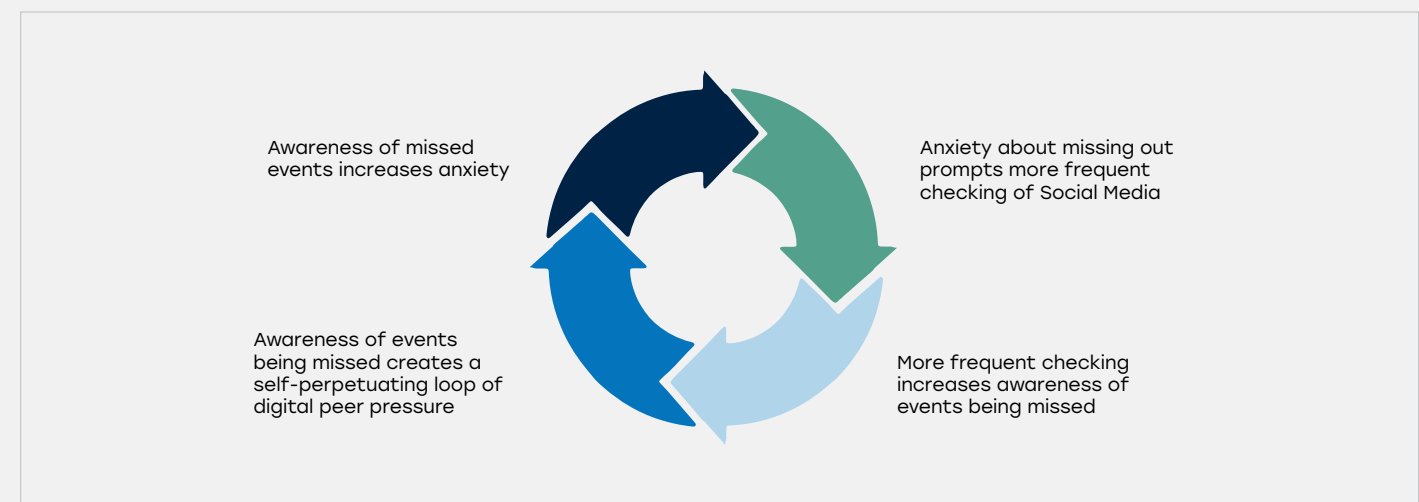 Awareness of missed
events increases anxiety
Anxiety about missing out
prompts more frequent
checking of Social Media
More frequent checking
increases awareness of
events being missed
Awareness of events
being missed creates a
self-perpetuating loop of
digital peer pressure